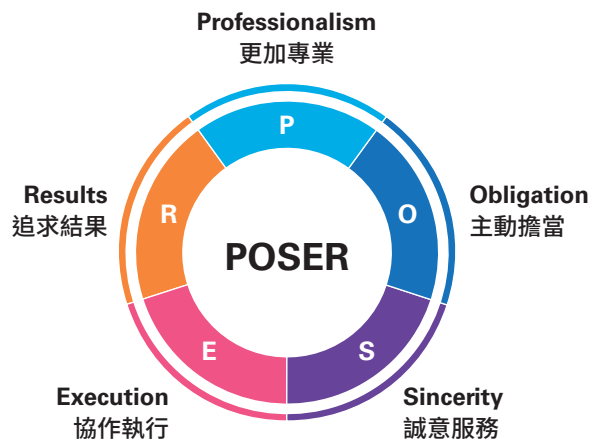 Professionalism
更加專業
P
Results
追求結果
R
O
Obligation
主動擔當
POSER
E
S
Execution
協作執行
Sincerity
誠意服務